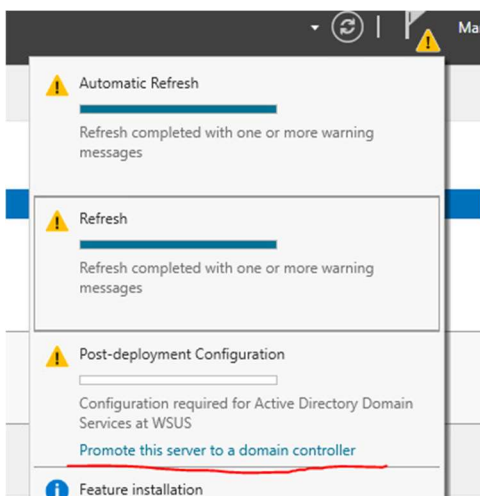 Ma
Automatic Refresh
Refresh completed with one or more warning
messages
Refresh
Refresh completed with one or more warning
messages
Post-deployment Configuration
Configuration required for Active Directory Domain
Services at WSUS
Promote this server to a domain controller
Feature installation